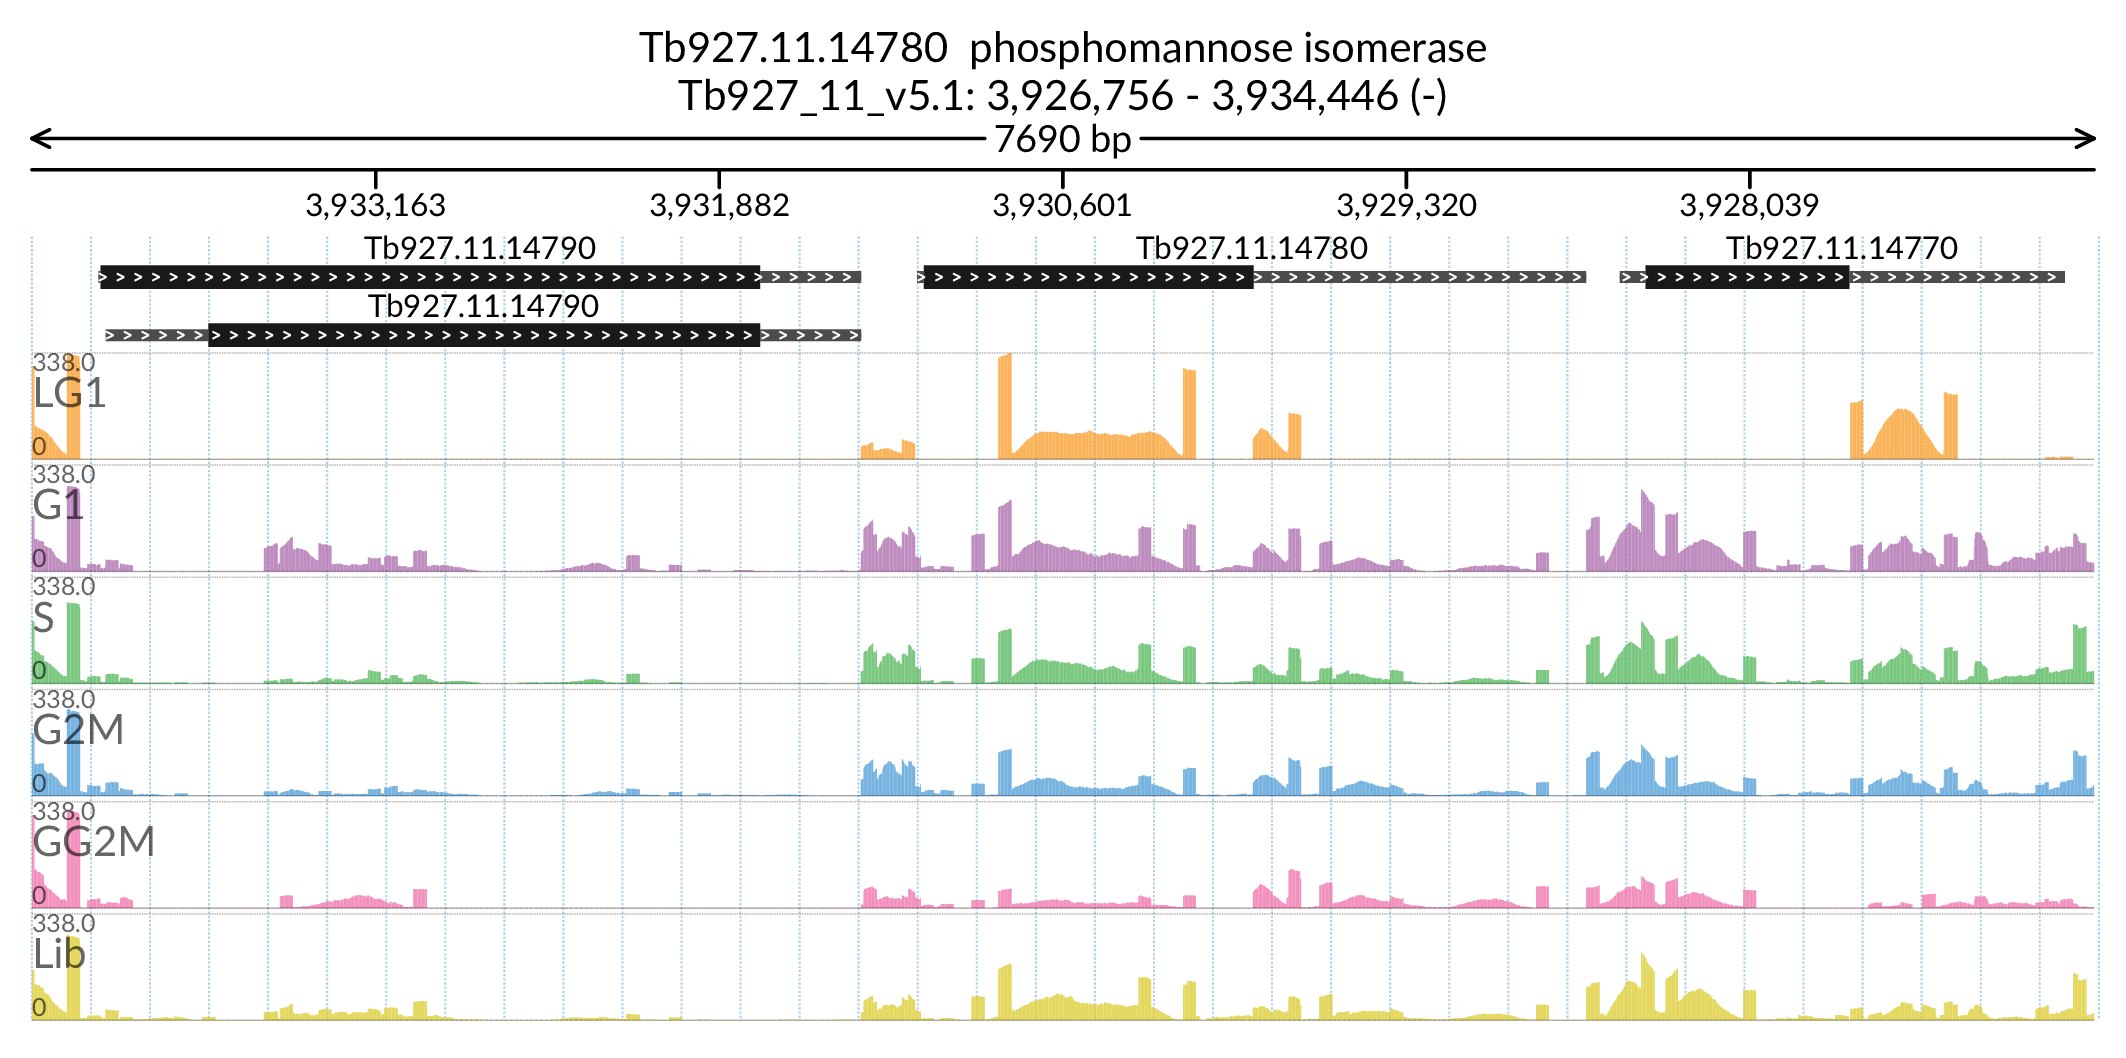 Tb927.11.14780  phosphomannose isomerase
Tb927_11_v5.1: 3,926,756 - 3,934,446 (-)
7690 bp
3,933,163 3,931,882 3,930,601 3,929,320 3,928,039
Tb927.11.14790 Tb927.11.14780 Tb927.11.14770
Tb927.11.14790
338.0
LG1
0
338.0
G1
0
338.0
S
0
338.0
G2M
0
338.0
GG2M
0
338.0
Lib
0